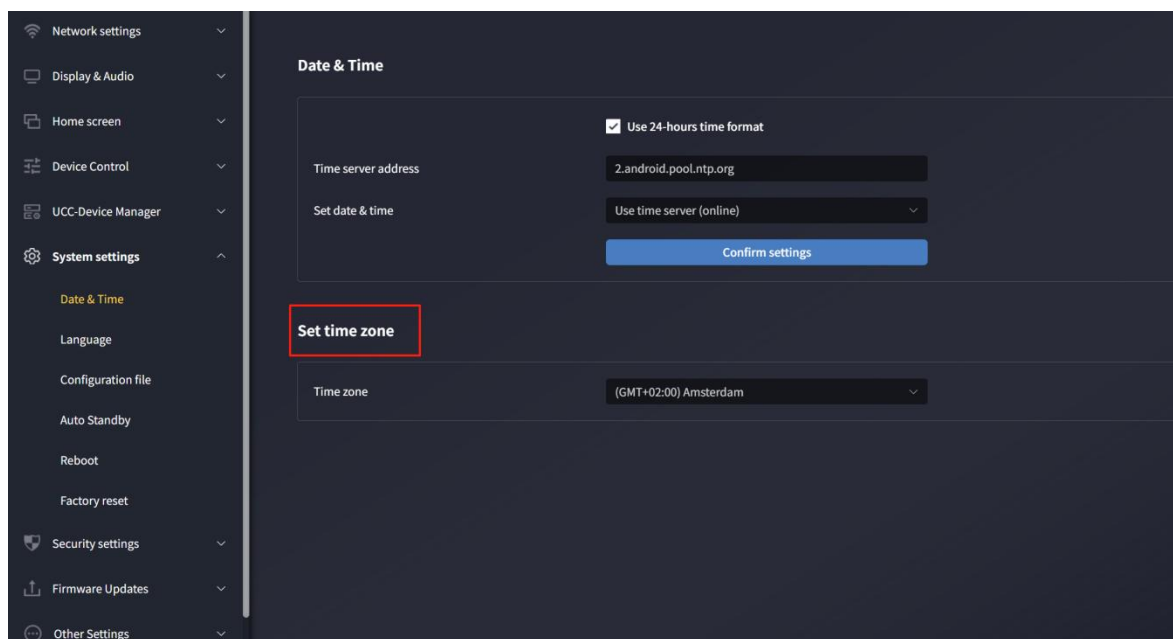 Network settings
Display & Audio
Home screen
Device Control
UCC-Device Manager
System settings
Date & Time
Language
Configuration file
Auto Standby
Reboot
Factory reset
Security settings
Firmware Updates
Other Settings
Date & Time
Use 24-hours time format
Time server address 2.android.pool.ntp.org
Set date & time Use time server (online)
Confirm settings
Set time zone
Time zone (GMT+02:00) Amsterdam